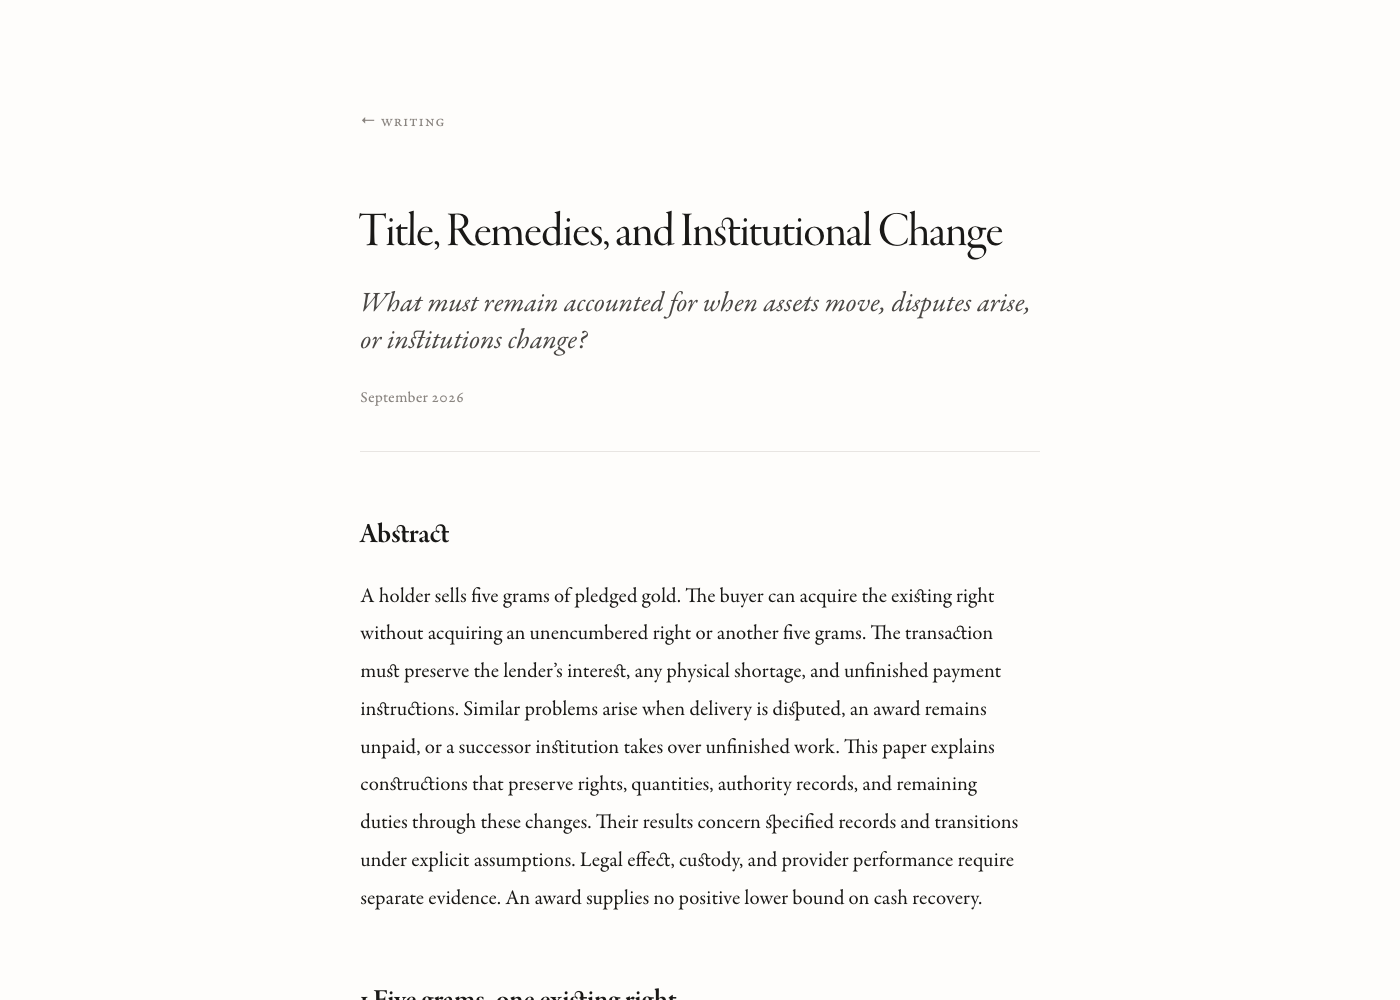 ← WRITING
Title, Remedies, and Institutional Change
What must remain accounted for when assets move, disputes arise,
or institutions change?
September 2026
Abstract
A holder sells five grams of pledged gold. The buyer can acquire the existing right
without acquiring an unencumbered right or another five grams. The transaction
must preserve the lender’s interest, any physical shortage, and unfinished payment
instructions. Similar problems arise when delivery is disputed, an award remains
unpaid, or a successor institution takes over unfinished work. This paper explains
constructions that preserve rights, quantities, authority records, and remaining
duties through these changes. Their results concern specified records and transitions
under explicit assumptions. Legal effect, custody, and provider performance require
separate evidence. An award supplies no positive lower bound on cash recovery.
1 Five grams, one existing right